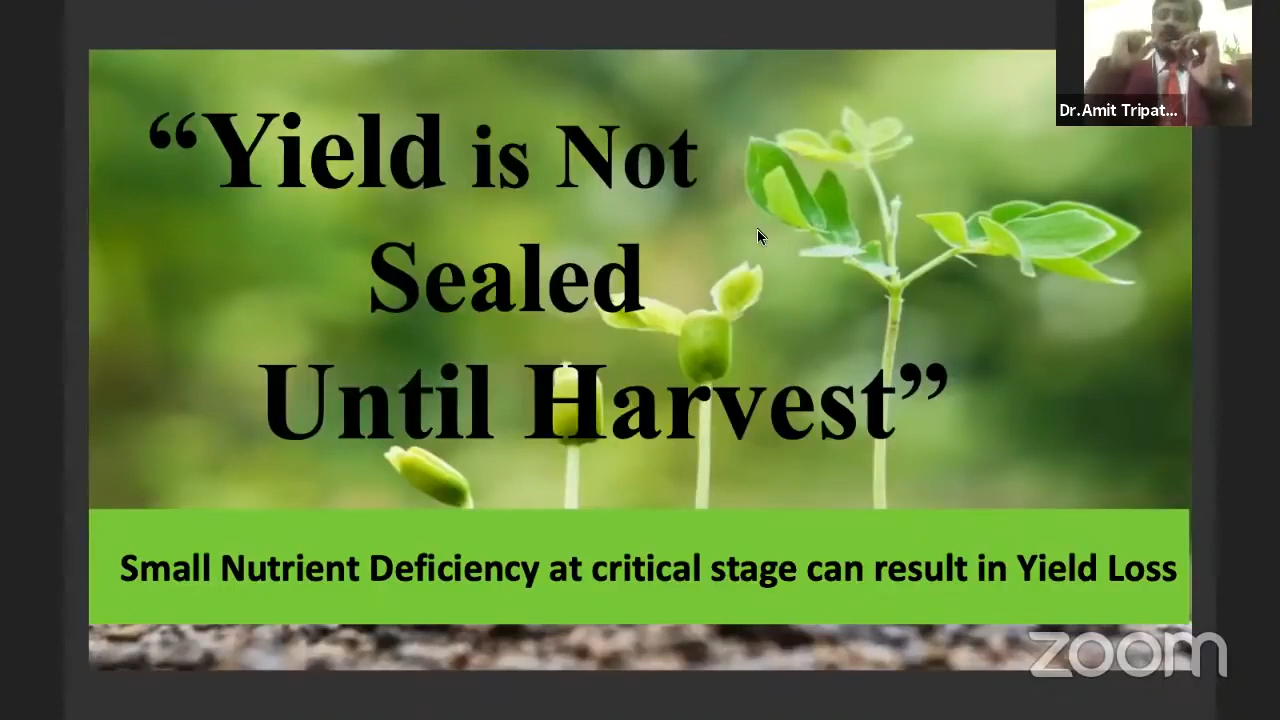 Dr.Amit Tripat...
“Yield is Not
Sealed
Until Harvest”
Small Nutrient Deficiency at critical stage can result in Yield Loss
zoom